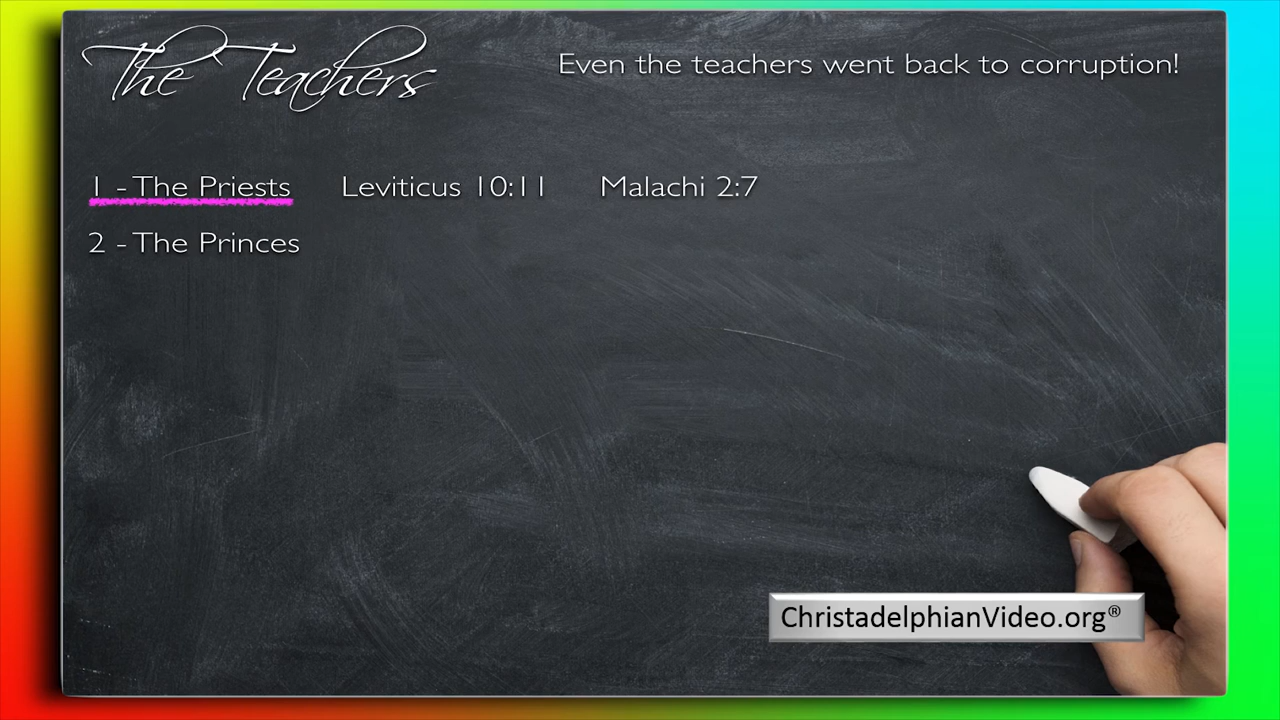 The Teachers
Even the teachers went back to corruption!
1 - The Priests Leviticus 10:11 Malachi 2:7
2 - The Princes
ChristadelphianVideo.org®